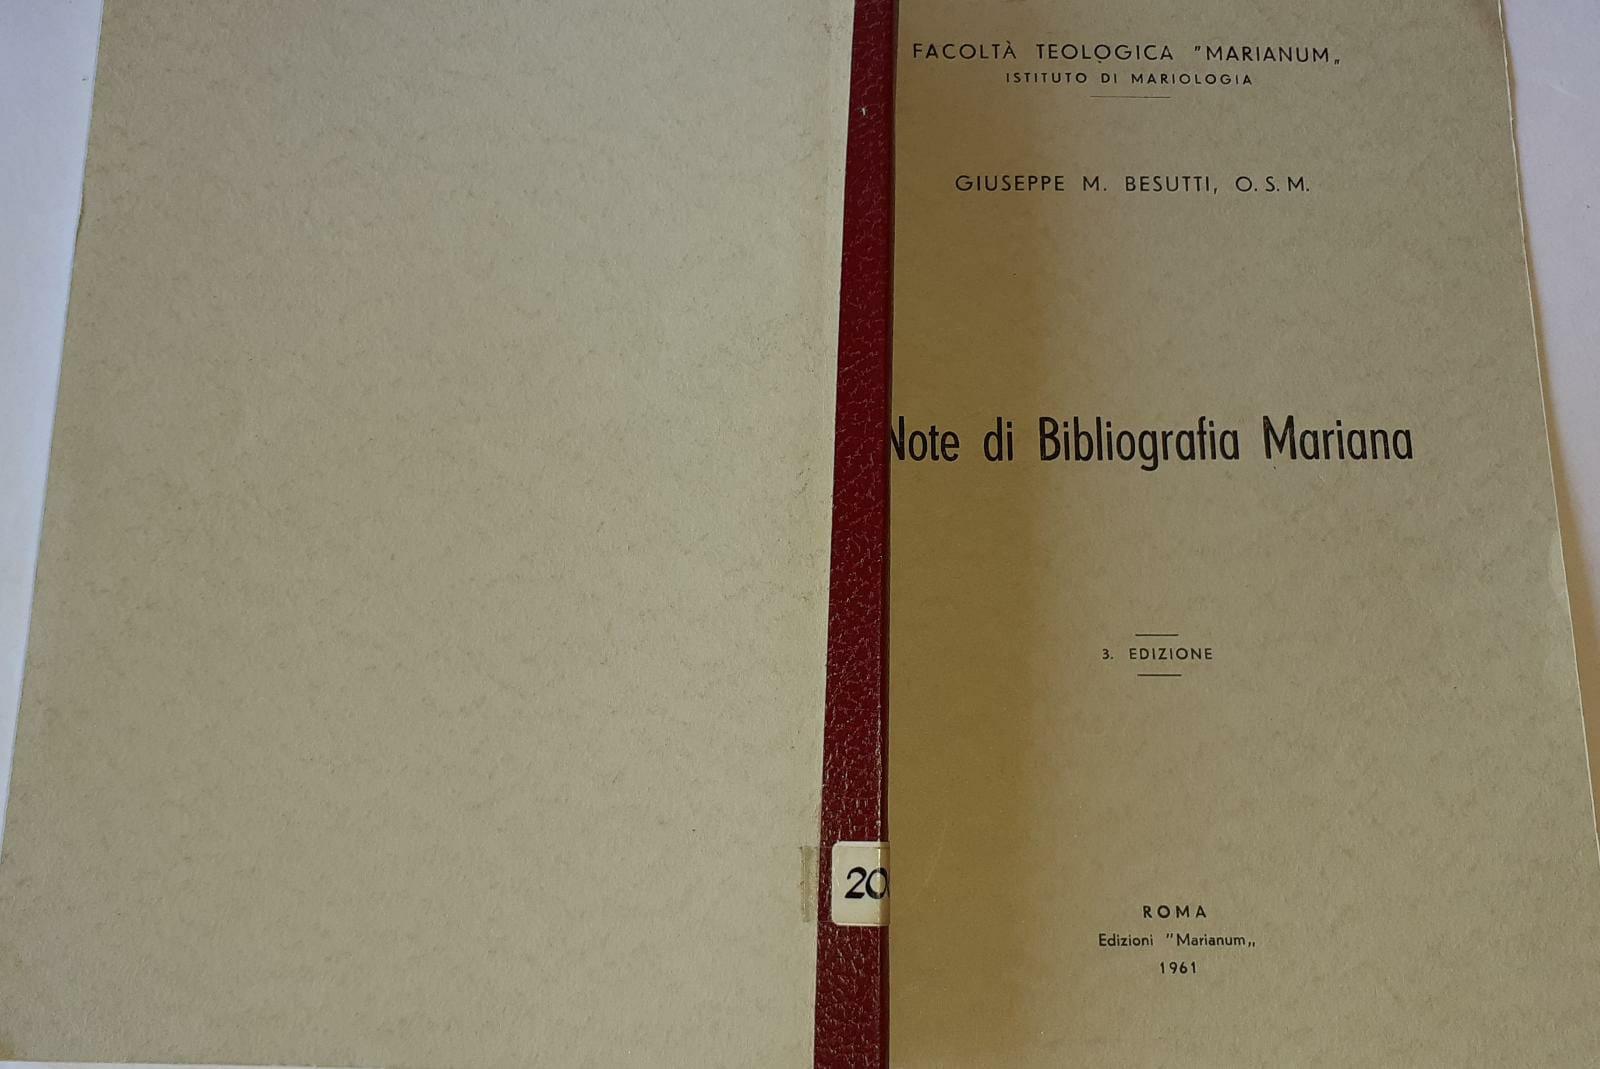 FACOLTÀ TEOLOGICA "MARIANUM„
ISTITUTO DI MARIOLOGIA
GIUSEPPE M. BESUTTI, O. S. M.
Note di Bibliografia Mariana
3. EDIZIONE
20
ROMA
Edizioni "Marianum„
1961